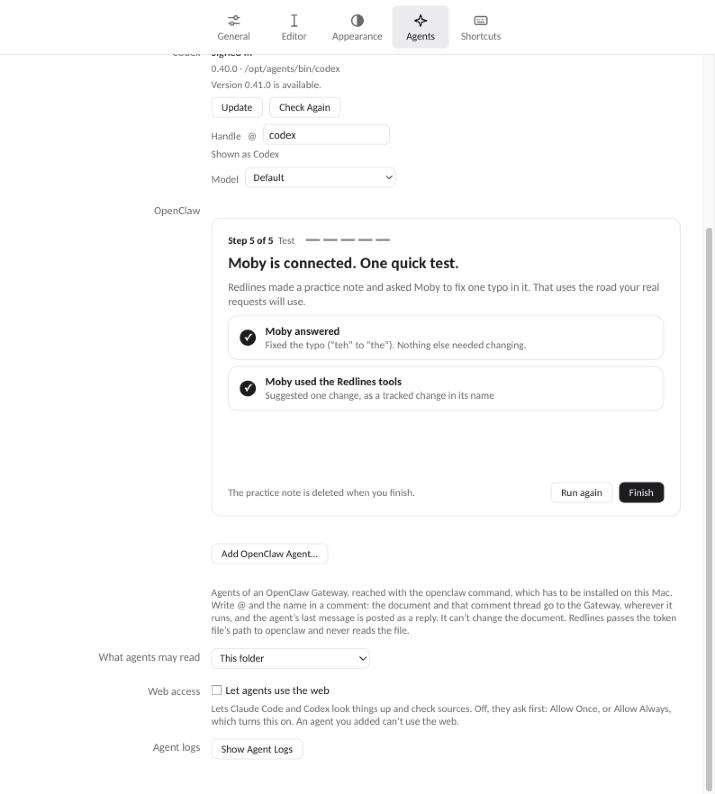 General
Editor
Appearance
Agents
Shortcuts
Codex
Signed in
0.40.0 - /opt/agents/bin/codex
Version 0.41.0 is available.
Update
Check Again
Handle @ codex
Shown as Codex
Model Default
OpenClaw
Step 5 of 5 Test
Moby is connected. One quick test.
Redlines made a practice note and asked Moby to fix one typo in it. That uses the road your real
requests will use.
Moby answered
Fixed the typo (“teh” to “the”). Nothing else needed changing.
Moby used the Redlines tools
Suggested one change, as a tracked change in its name
The practice note is deleted when you finish.
Run again
Finish
Add OpenClaw Agent...
Agents of an OpenClaw Gateway, reached with the openclaw command, which has to be installed on this Mac.
Write @ and the name in a comment: the document and that comment thread go to the Gateway, wherever it
runs, and the agent’s last message is posted as a reply. It can’t change the document. Redlines passes the token
file’s path to openclaw and never reads the file.
What agents may read
This folder
Web access
Let agents use the web
Lets Claude Code and Codex look things up and check sources. Off, they ask first: Allow Once, or Allow Always,
which turns this on. An agent you added can’t use the web.
Agent logs
Show Agent Logs